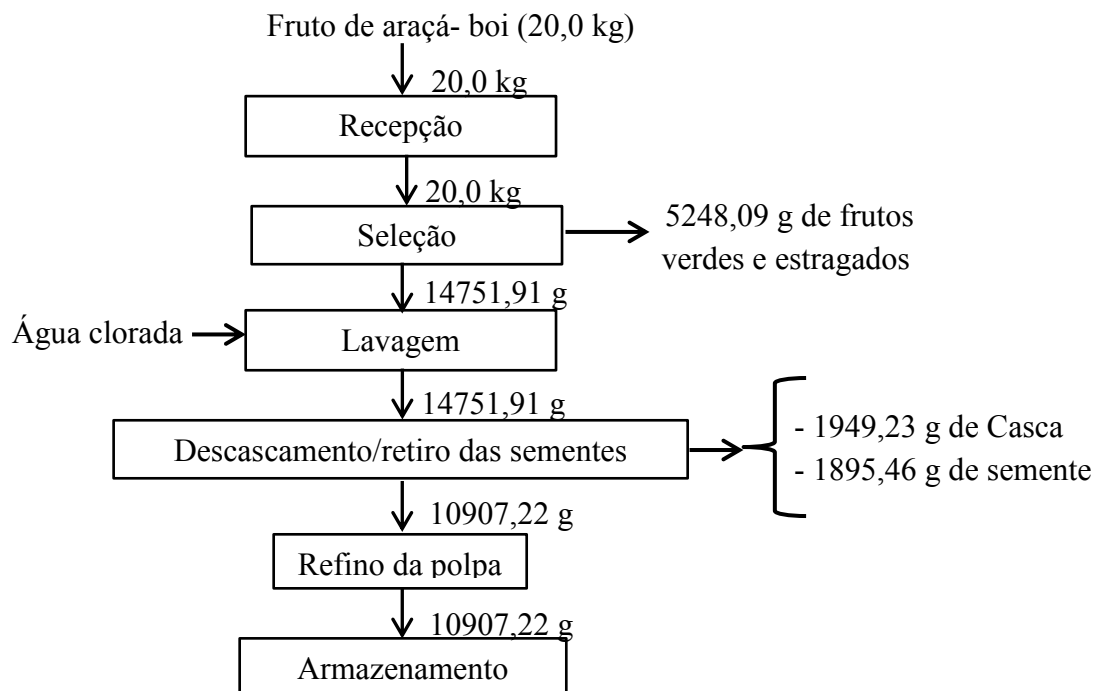 Fruto de araçá- boi (20,0 kg)
20,0 kg
Recepção
20,0 kg
Seleção
5248,09 g de frutos
verdes e estragados
14751,91 g
Água clorada
Lavagem
14751,91 g
Descascamento/retiro das sementes
- 1949,23 g de Casca
- 1895,46 g de semente
10907,22 g
Refino da polpa
10907,22 g
Armazenamento